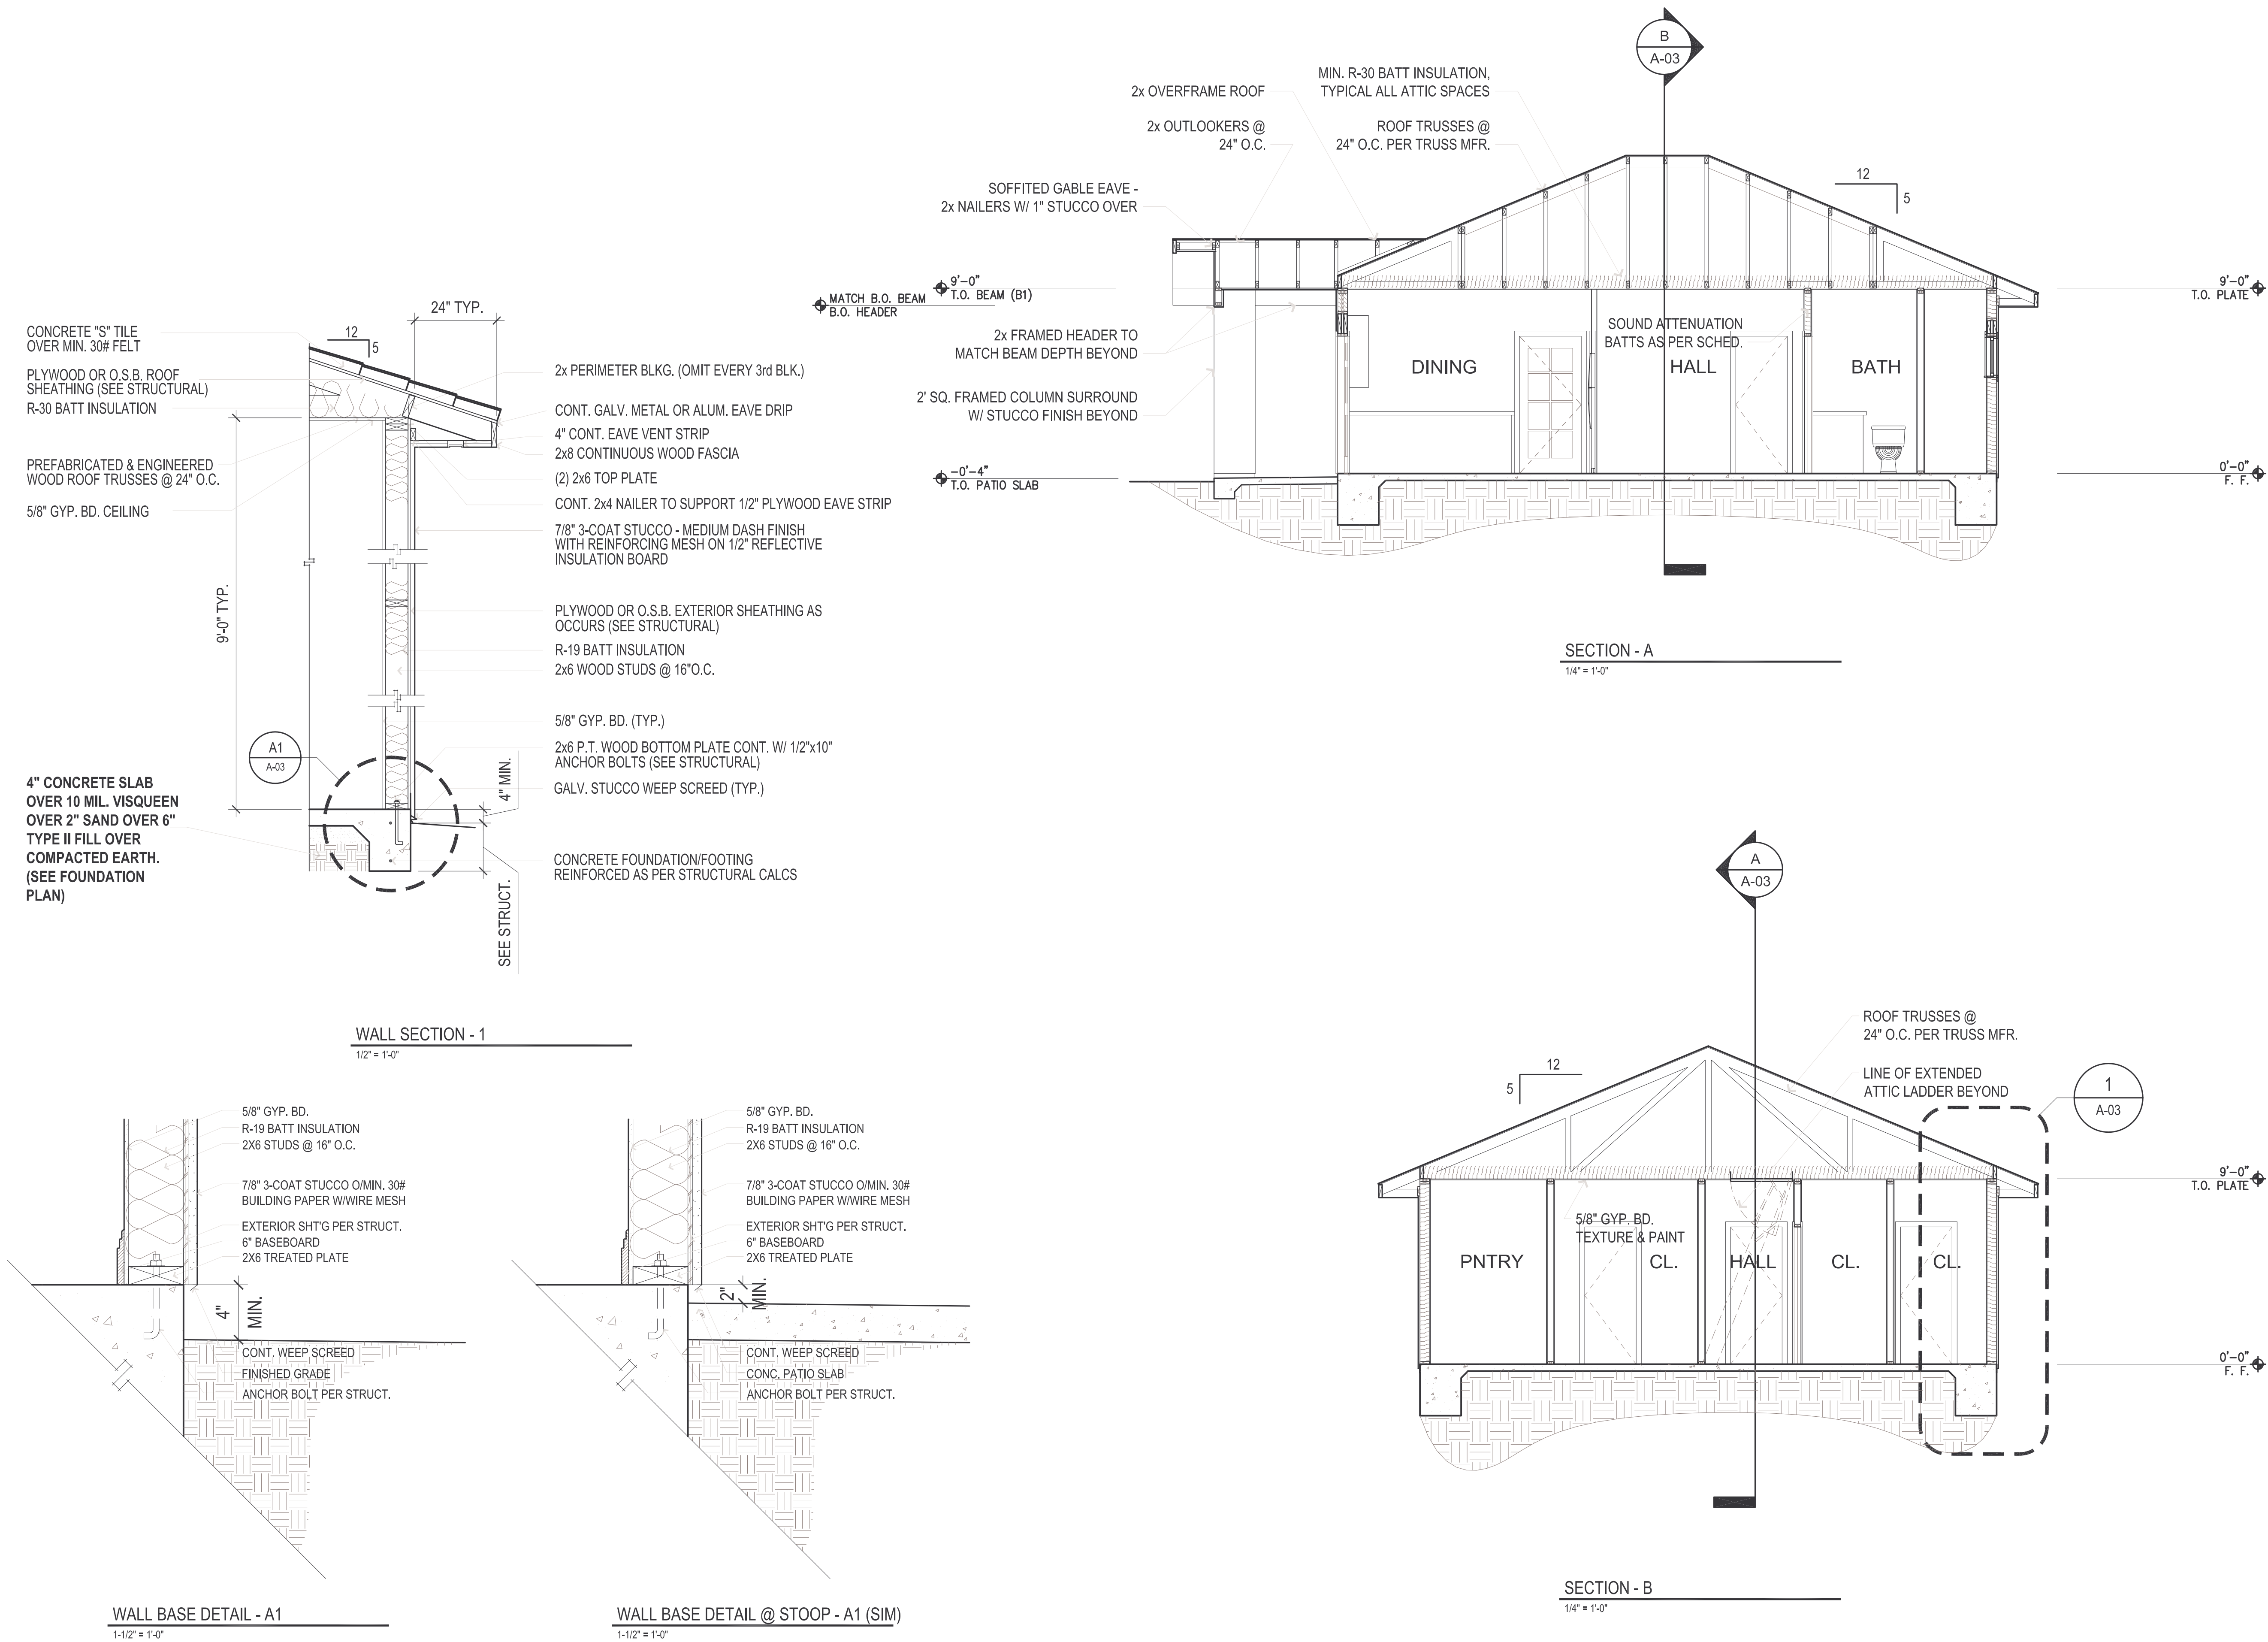 24" TYP.
12
5
CONCRETE "S" TILE
OVER MIN. 30# FELT
PLYWOOD OR O.S.B. ROOF
SHEATHING (SEE STRUCTURAL)
R-30 BATT INSULATION
PREFABRICATED & ENGINEERED
WOOD ROOF TRUSSES @ 24" O.C.
5/8" GYP. BD. CEILING
9'-0" TYP.
A1
A-03
4" CONCRETE SLAB
OVER 10 MIL. VISQUEEN
OVER 2" SAND OVER 6"
TYPE II FILL OVER
COMPACTED EARTH.
(SEE FOUNDATION
PLAN)
2x PERIMETER BLKG. (OMIT EVERY 3rd BLK.)
CONT. GALV. METAL OR ALUM. EAVE DRIP
4" CONT. EAVE VENT STRIP
2x8 CONTINUOUS WOOD FASCIA
(2) 2x6 TOP PLATE
CONT. 2x4 NAILER TO SUPPORT 1/2" PLYWOOD EAVE STRIP
7/8" 3-COAT STUCCO - MEDIUM DASH FINISH
WITH REINFORCING MESH ON 1/2" REFLECTIVE
INSULATION BOARD
PLYWOOD OR O.S.B. EXTERIOR SHEATHING AS
OCCURS (SEE STRUCTURAL)
R-19 BATT INSULATION
2x6 WOOD STUDS @ 16"O.C.
5/8" GYP. BD. (TYP.)
2x6 P.T. WOOD BOTTOM PLATE CONT. W/ 1/2"x10"
ANCHOR BOLTS (SEE STRUCTURAL)
GALV. STUCCO WEEP SCREED (TYP.)
4" MIN.
CONCRETE FOUNDATION/FOOTING
REINFORCED AS PER STRUCTURAL CALCS
SEE STRUCT.
WALL SECTION - 1
1/2" = 1'-0"
B
A-03
2x OVERFRAME ROOF
MIN. R-30 BATT INSULATION,
TYPICAL ALL ATTIC SPACES
2x OUTLOOKERS @
24" O.C.
ROOF TRUSSES @
24" O.C. PER TRUSS MFR.
SOFFITED GABLE EAVE -
2x NAILERS W/ 1" STUCCO OVER
12
5
MATCH B.O. BEAM
B.O. HEADER
9'-0"
T.O. BEAM (B1)
9'-0"
T.O. PLATE
2x FRAMED HEADER TO
MATCH BEAM DEPTH BEYOND
2' SQ. FRAMED COLUMN SURROUND
W/ STUCCO FINISH BEYOND
SOUND ATTENUATION
BATTS AS PER SCHED.
DINING
HALL
BATH
-0'-4"
T.O. PATIO SLAB
0'-0"
F. F.
SECTION - A
1/4" = 1'-0"
A
A-03
ROOF TRUSSES @
24" O.C. PER TRUSS MFR.
LINE OF EXTENDED
ATTIC LADDER BEYOND
12
5
1
A-03
9'-0"
T.O. PLATE
5/8" GYP. BD.
TEXTURE & PAINT
PNTRY
CL.
HALL
CL.
CL.
0'-0"
F. F.
SECTION - B
1/4" = 1'-0"
5/8" GYP. BD.
R-19 BATT INSULATION
2X6 STUDS @ 16" O.C.
7/8" 3-COAT STUCCO O/MIN. 30#
BUILDING PAPER W/WIRE MESH
EXTERIOR SHT'G PER STRUCT.
6" BASEBOARD
2X6 TREATED PLATE
4"
MIN.
CONT. WEEP SCREED
FINISHED GRADE
ANCHOR BOLT PER STRUCT.
WALL BASE DETAIL - A1
1-1/2" = 1'-0"
5/8" GYP. BD.
R-19 BATT INSULATION
2X6 STUDS @ 16" O.C.
7/8" 3-COAT STUCCO O/MIN. 30#
BUILDING PAPER W/WIRE MESH
EXTERIOR SHT'G PER STRUCT.
6" BASEBOARD
2X6 TREATED PLATE
2"
MIN.
CONT. WEEP SCREED
CONC. PATIO SLAB
ANCHOR BOLT PER STRUCT.
WALL BASE DETAIL @ STOOP - A1 (SIM)
1-1/2" = 1'-0"